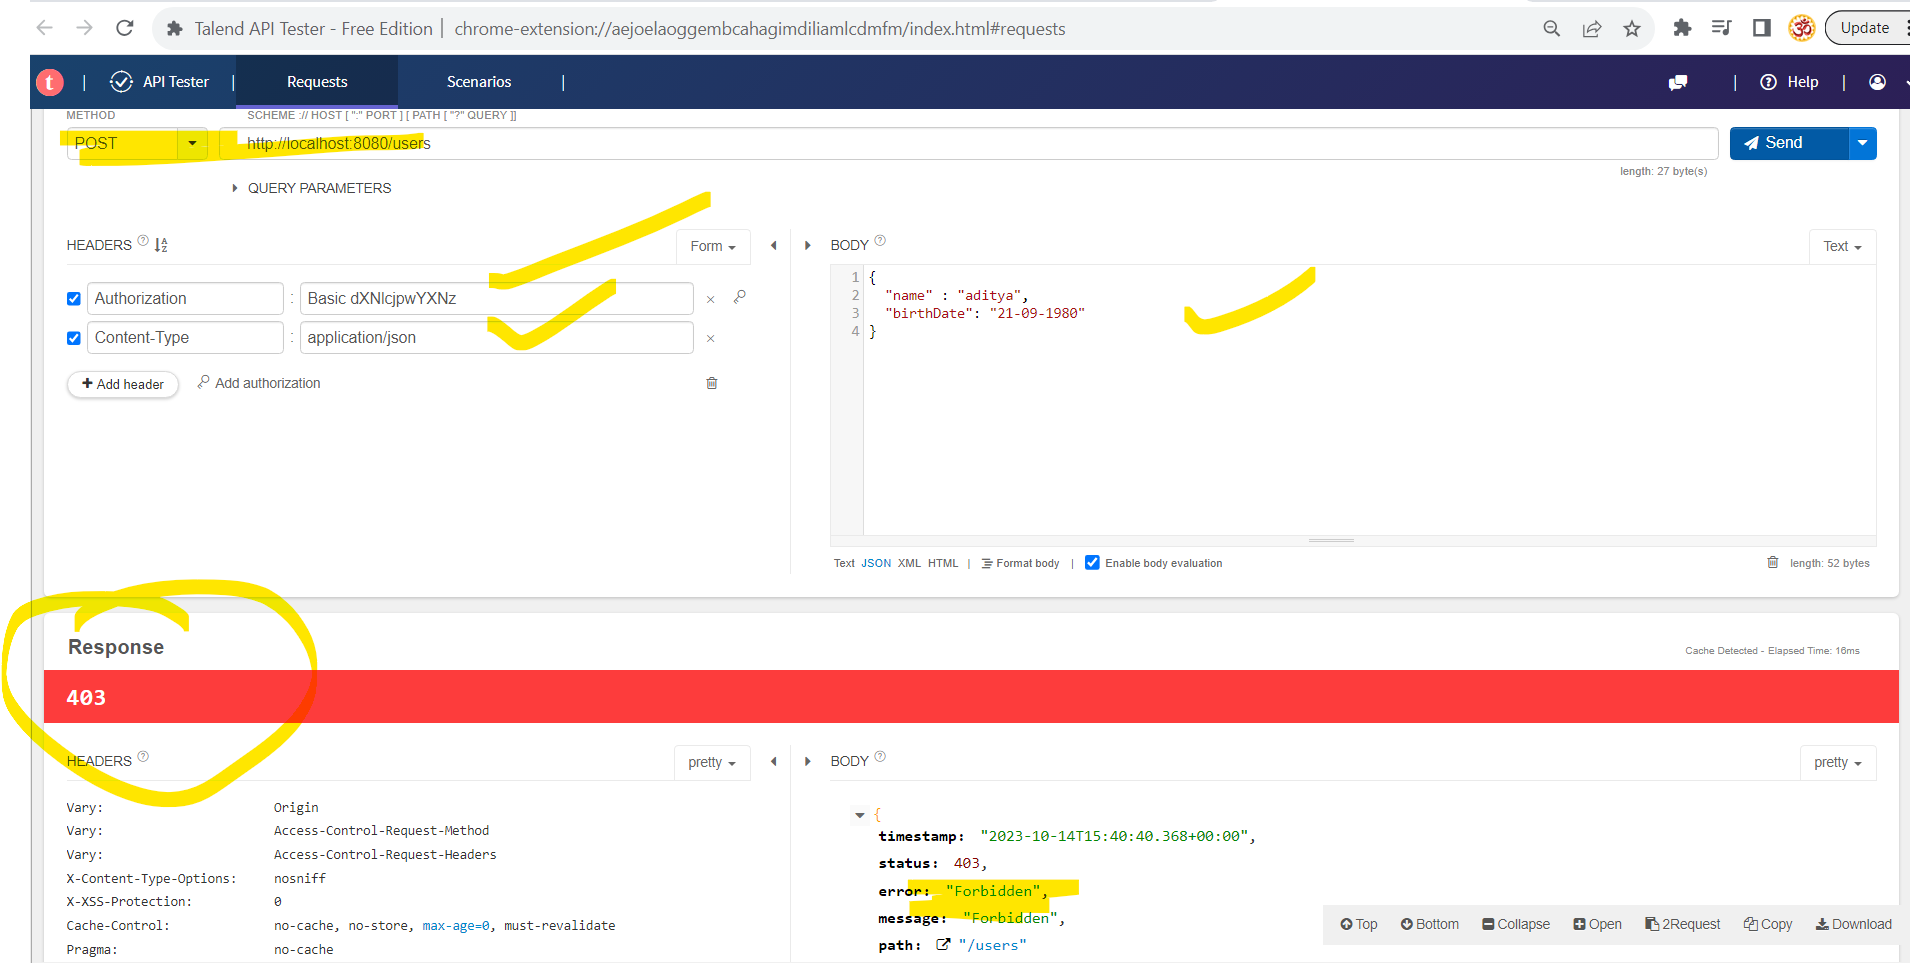 Talend API Tester - Free Edition | chrome-extension://aejoelaoggembcahagimdiliamlcdmfm/index.html#requests
Update
t | API Tester | Requests Scenarios | | Help |
METHOD SCHEME :// HOST [ ":" PORT ] [ PATH [ "?" QUERY ]]
POST http://localhost:8080/users Send
length: 27 byte(s)
QUERY PARAMETERS
HEADERS ? Form
BODY ? Text
Authorization : Basic dXNlcjpwYXNz ×
Content-Type : application/json ×
+ Add header Add authorization
1 {
2 "name" : "aditya",
3 "birthDate": "21-09-1980"
4 }
Text JSON XML HTML | Format body | Enable body evaluation length: 52 bytes
Response
Cache Detected - Elapsed Time: 16ms
403
HEADERS ? pretty
Vary: Origin
Vary: Access-Control-Request-Method
Vary: Access-Control-Request-Headers
X-Content-Type-Options: nosniff
X-XSS-Protection: 0
Cache-Control: no-cache, no-store, max-age=0, must-revalidate
Pragma: no-cache
BODY ? pretty
{
timestamp: "2023-10-14T15:40:40.368+00:00",
status: 403,
error: "Forbidden",
message: "Forbidden",
path: "/users"
Top Bottom Collapse Open 2Request Copy Download